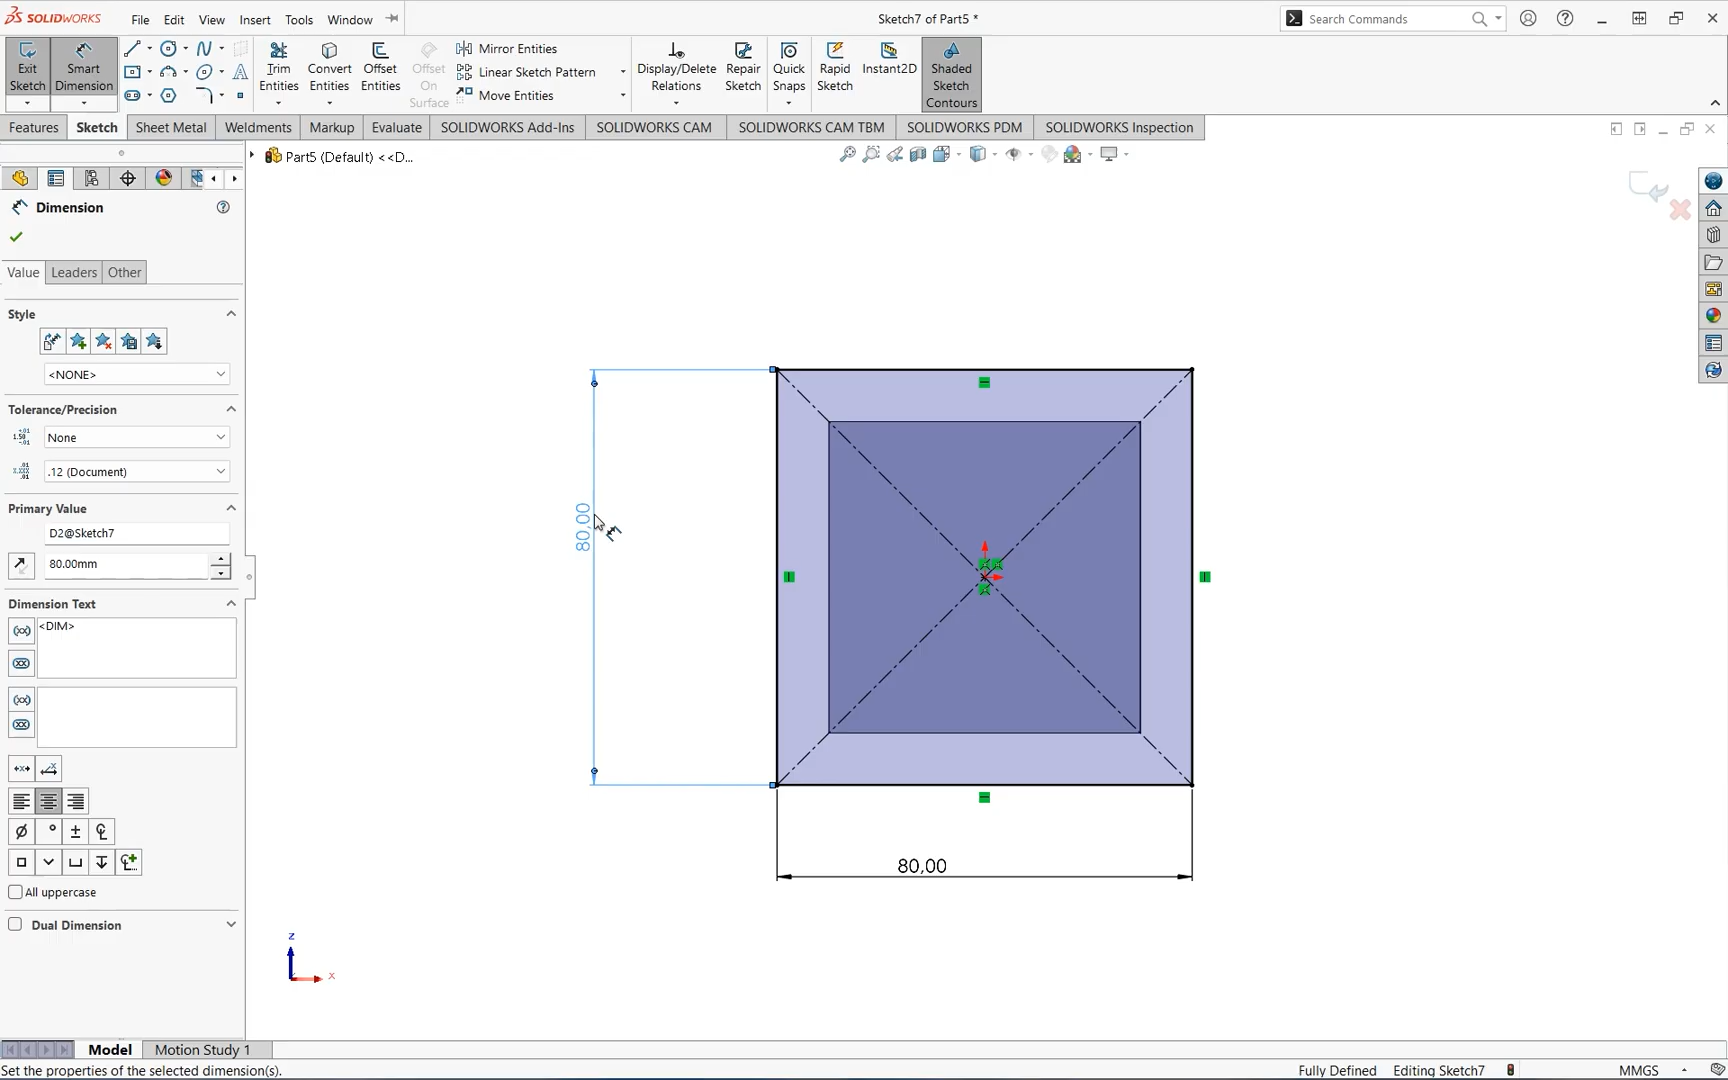 SOLIDWORKS
File Edit View Insert Tools Window
Sketch7 of Part5 *
Search Commands
Exit Sketch
Smart Dimension
Trim Entities
Convert Entities
Offset Entities
Offset On Surface
Mirror Entities
Linear Sketch Pattern
Move Entities
Display/Delete Relations
Repair Sketch
Quick Snaps
Rapid Sketch
Instant2D
Shaded Sketch Contours
Features Sketch Sheet Metal Weldments Markup Evaluate SOLIDWORKS Add-Ins SOLIDWORKS CAM SOLIDWORKS CAM TBM SOLIDWORKS PDM SOLIDWORKS Inspection
Part5 (Default) <<D...
Dimension
Value Leaders Other
Style
<NONE>
Tolerance/Precision
None
.12 (Document)
Primary Value
D2@Sketch7
80.00mm
Dimension Text
<DIM>
All uppercase
Dual Dimension
80,00
80,00
z
x
Model Motion Study 1
Set the properties of the selected dimension(s).
Fully Defined Editing Sketch7 MMGS